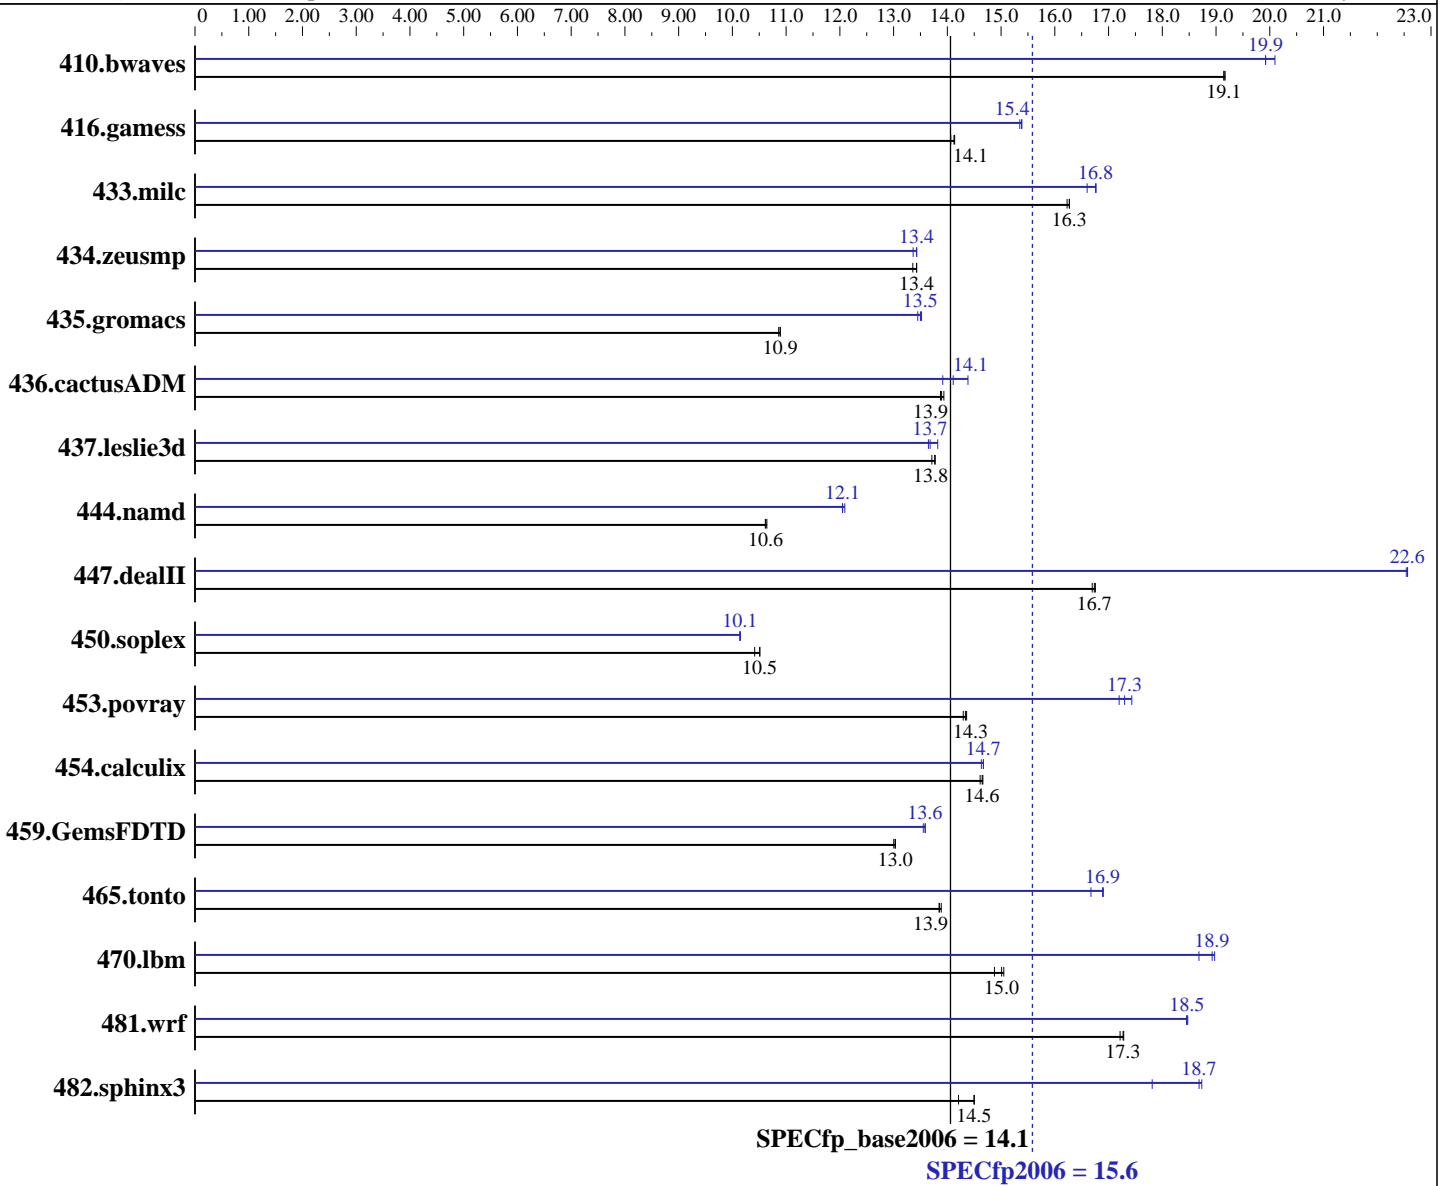 0 1.00 2.00 3.00 4.00 5.00 6.00 7.00 8.00 9.00 10.0 11.0 12.0 13.0 14.0 15.0 16.0 17.0 18.0 19.0 20.0 21.0 23.0
19.9
410.bwaves
19.1
15.4
416.gamess
14.1
16.8
433.milc
16.3
13.4
434.zeusmp
13.4
13.5
435.gromacs
10.9
14.1
436.cactusADM
13.9
13.7
437.leslie3d
13.8
12.1
444.namd
10.6
22.6
447.dealII
16.7
10.1
450.soplex
10.5
17.3
453.povray
14.3
14.7
454.calculix
14.6
13.6
459.GemsFDTD
13.0
16.9
465.tonto
13.9
18.9
470.lbm
15.0
18.5
481.wrf
17.3
18.7
482.sphinx3
14.5
SPECfp_base2006 = 14.1
SPECfp2006 = 15.6